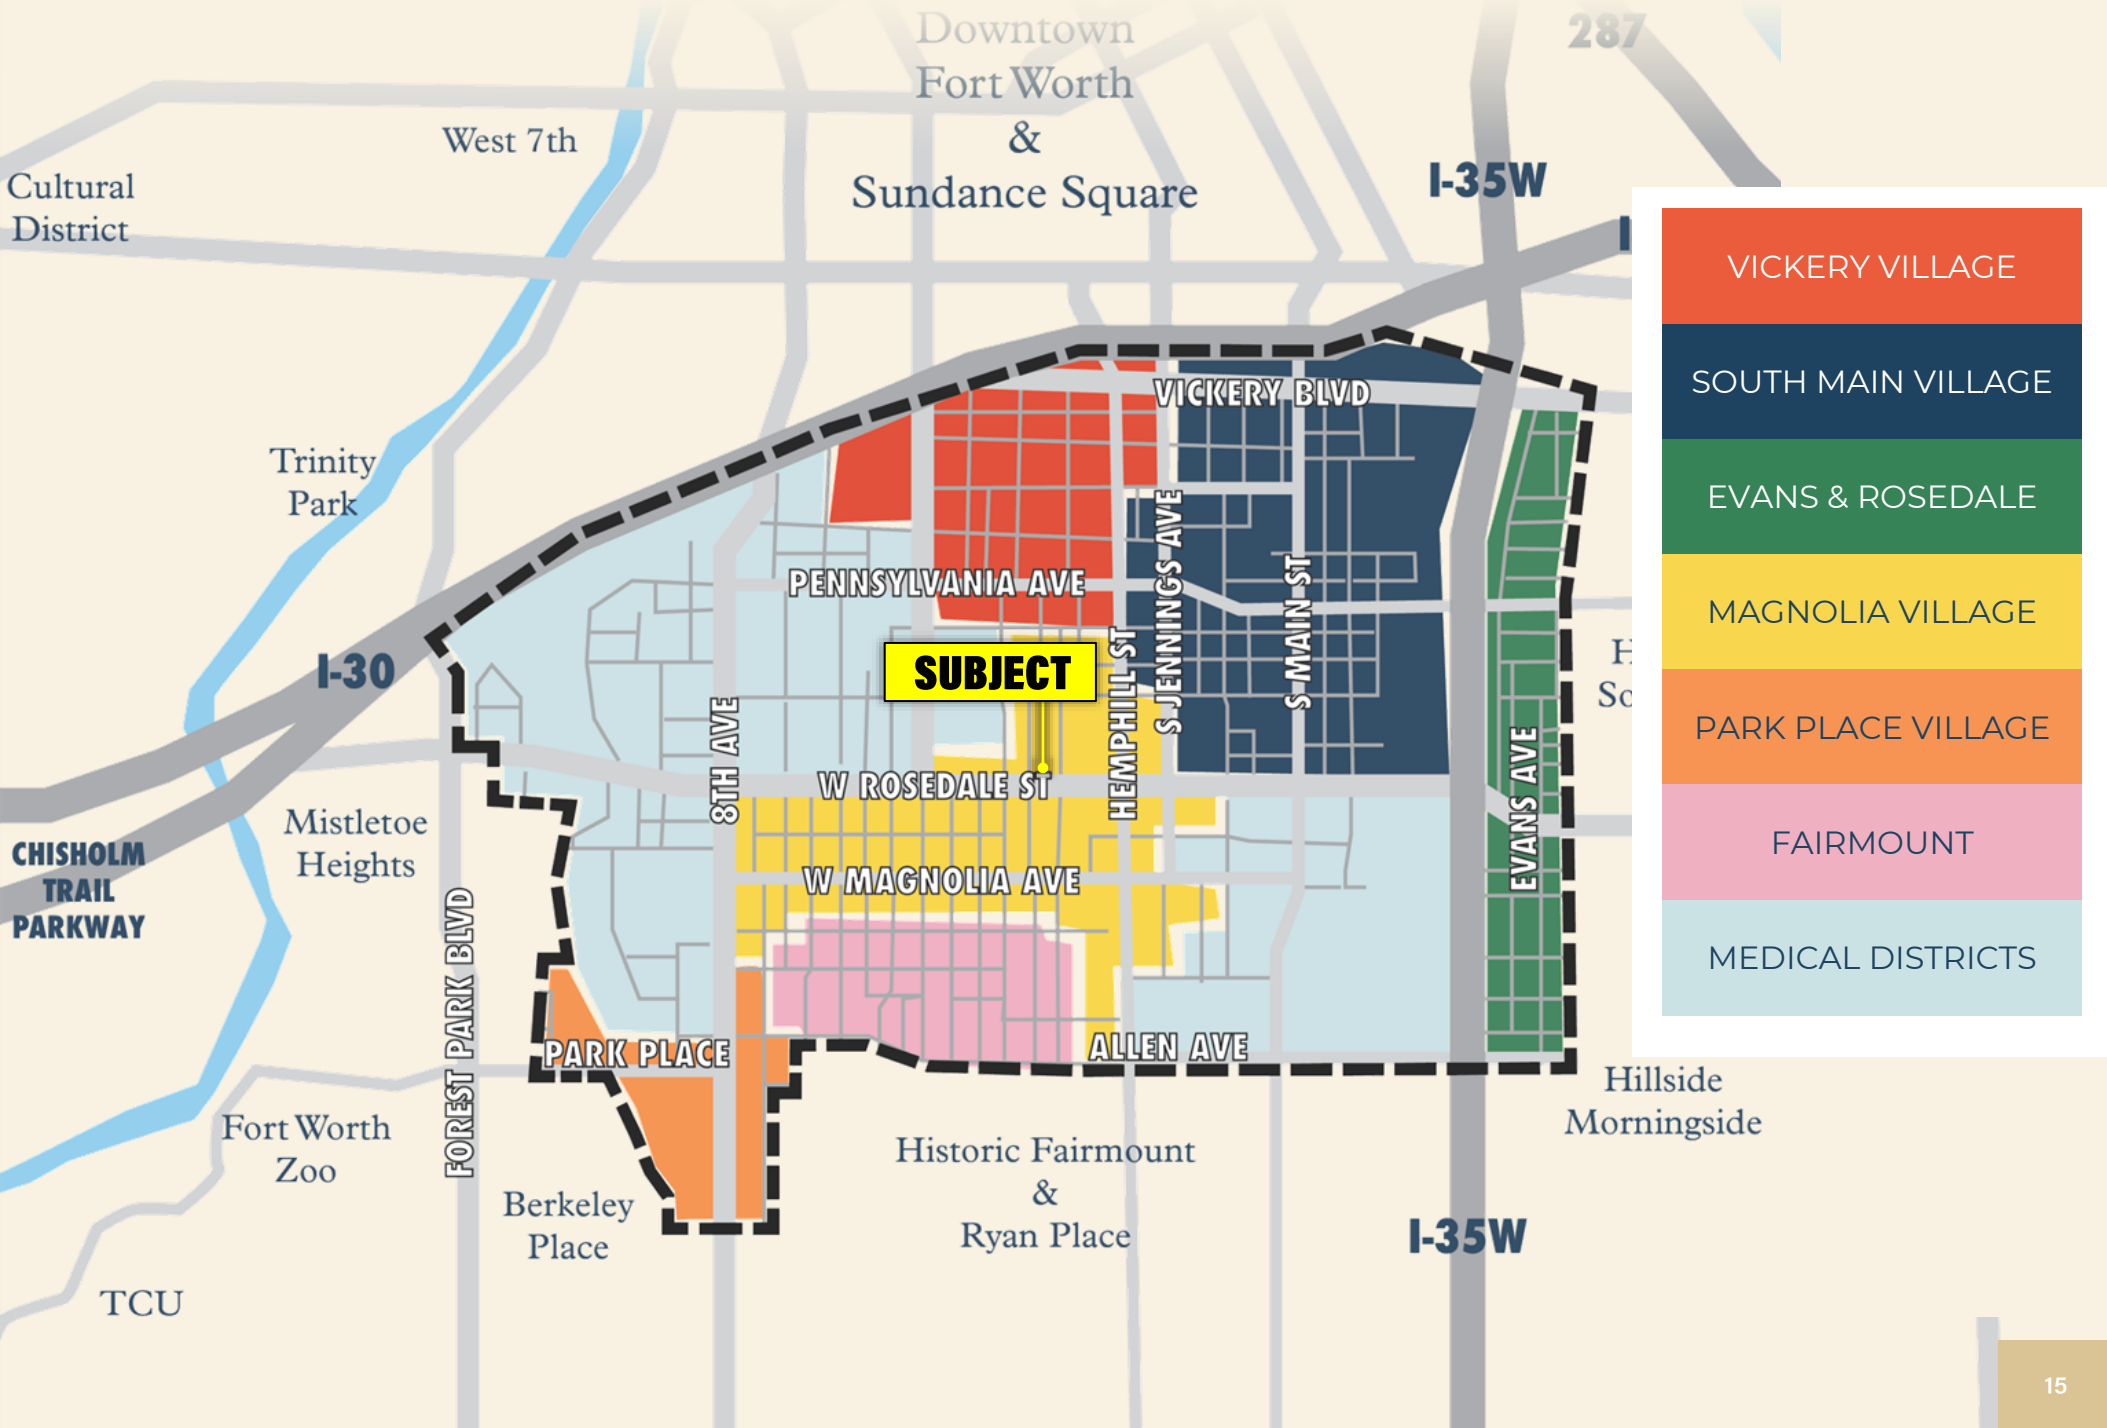 Downtown
Fort Worth
&
Sundance Square
287
West 7th
Cultural
District
I-35W
VICKERY VILLAGE
SOUTH MAIN VILLAGE
EVANS & ROSEDALE
MAGNOLIA VILLAGE
PARK PLACE VILLAGE
FAIRMOUNT
MEDICAL DISTRICTS
VICKERY BLVD
Trinity
Park
PENNSYLVANIA AVE
S JENNINGS AVE
S MAIN ST
HEMPHILL ST
SUBJECT
I-30
8TH AVE
W ROSEDALE ST
EVANS AVE
Mistletoe
Heights
CHISHOLM
TRAIL
PARKWAY
W MAGNOLIA AVE
FOREST PARK BLVD
PARK PLACE
ALLEN AVE
Hillside
Morningside
Fort Worth
Zoo
Historic Fairmount
&
Ryan Place
Berkeley
Place
I-35W
TCU
15